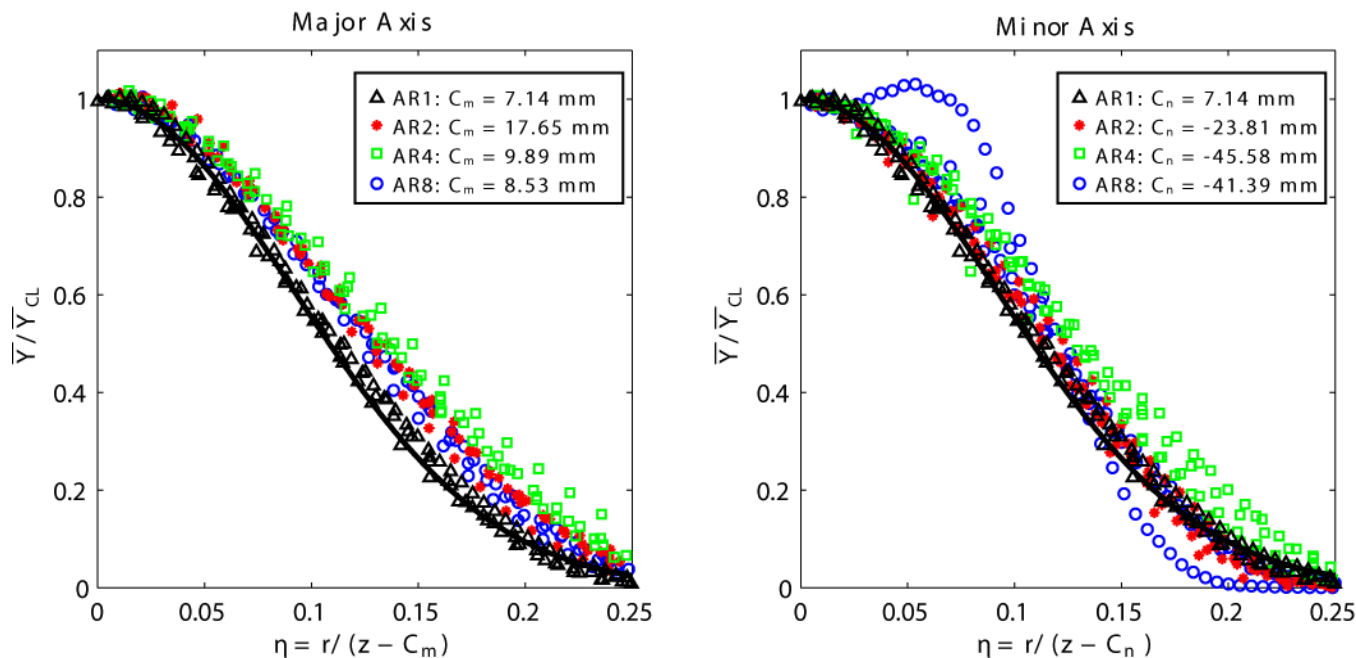 Major Axis
△ AR1: Cₘ = 7.14 mm
✱ AR2: Cₘ = 17.65 mm
□ AR4: Cₘ = 9.89 mm
○ AR8: Cₘ = 8.53 mm
1
0.8
0.6
0.4
0.2
0
Y̅/Y̅_CL
0 0.05 0.1 0.15 0.2 0.25
η = r/ (z − Cₘ)
Minor Axis
△ AR1: Cₙ = 7.14 mm
✱ AR2: Cₙ = -23.81 mm
□ AR4: Cₙ = -45.58 mm
○ AR8: Cₙ = -41.39 mm
1
0.8
0.6
0.4
0.2
0
Y̅/Y̅_CL
0 0.05 0.1 0.15 0.2 0.25
η = r/ (z − Cₙ)